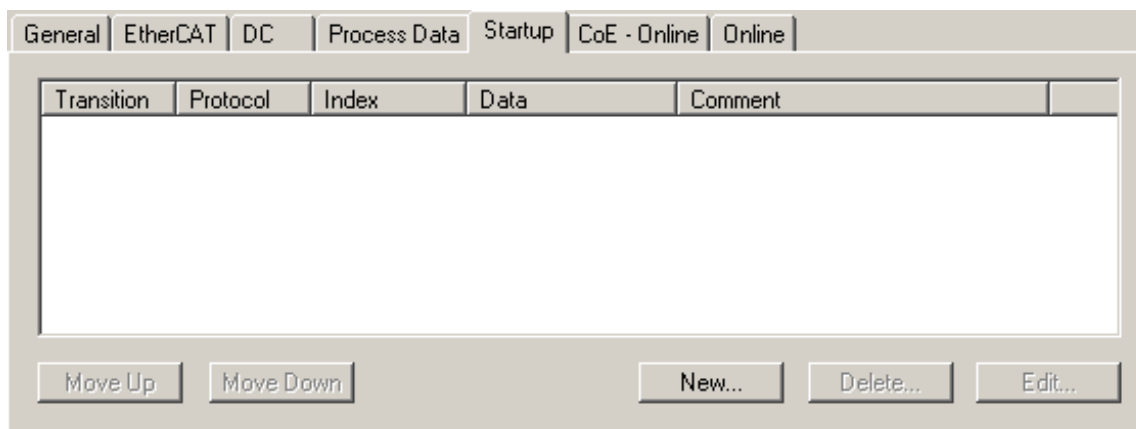 General EtherCAT DC Process Data Startup CoE - Online Online
Transition Protocol Index Data Comment
Move Up Move Down New... Delete... Edit...